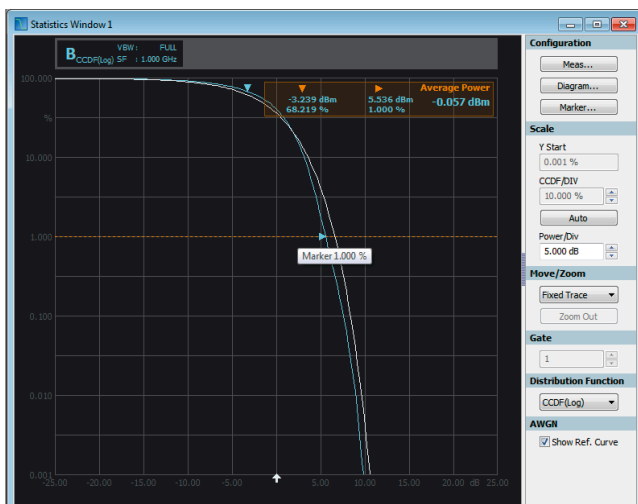 Statistics Window 1
B CCDF(Log) VBW: FULL
SF : 1.000 GHz
Average Power
-3.239 dBm 5.536 dBm -0.057 dBm
68.219 % 1.000 %
100.000
%
10.000
1.000
0.100
0.010
0.001
Marker 1.000 %
-25.00 -20.00 -15.00 -10.00 -5.00 5.00 10.00 15.00 20.00 dB 25.00
Configuration
Meas...
Diagram...
Marker...
Scale
Y Start
0.001 %
CCDF/DIV
10.000 %
Auto
Power/Div
5.000 dB
Move/Zoom
Fixed Trace
Zoom Out
Gate
1
Distribution Function
CCDF(Log)
AWGN
Show Ref. Curve